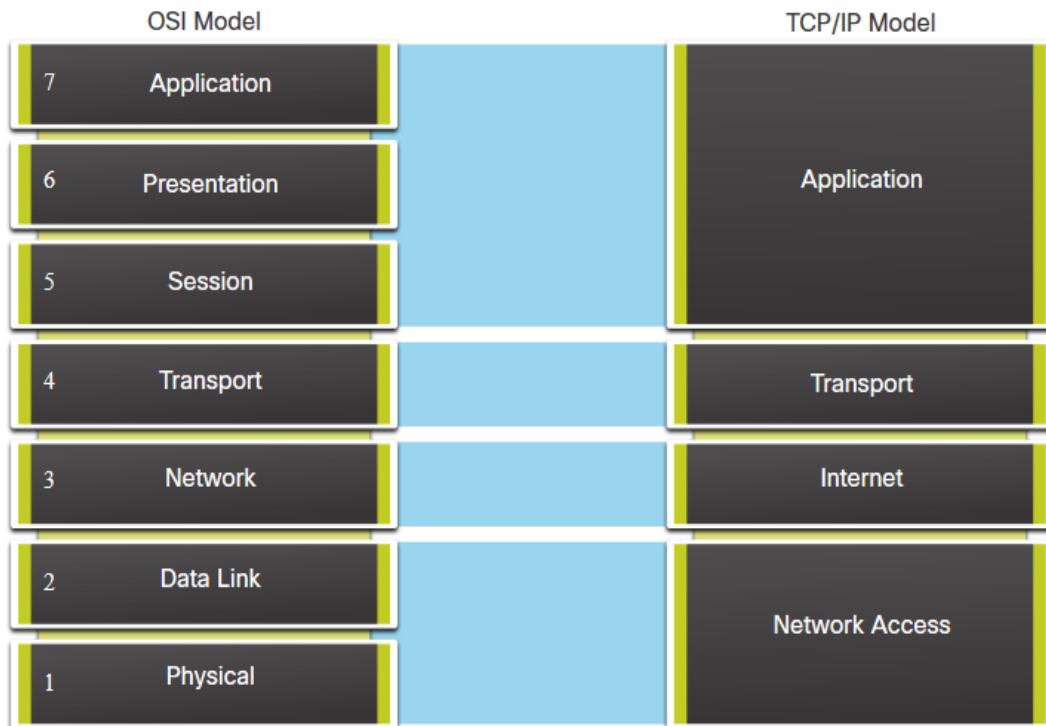 OSI Model
TCP/IP Model
7 Application
6 Presentation
5 Session
Application
4 Transport
Transport
3 Network
Internet
2 Data Link
1 Physical
Network Access